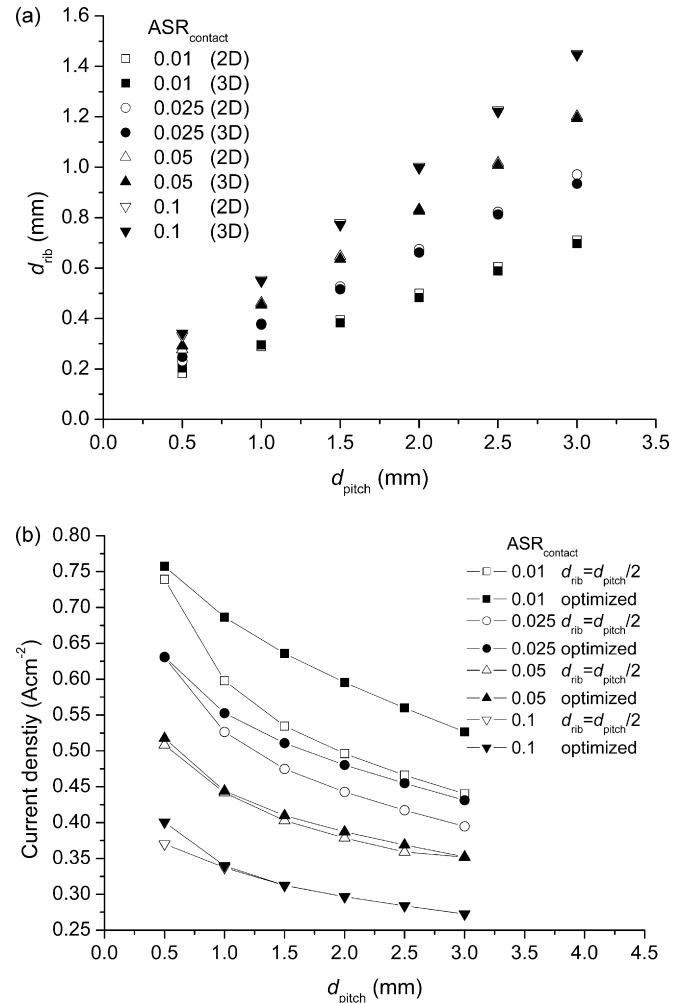 (a)
1.6
1.4
1.2
1.0
0.8
0.6
0.4
0.2
0.0
d_rib (mm)
ASR_contact
0.01 (2D)
0.01 (3D)
0.025 (2D)
0.025 (3D)
0.05 (2D)
0.05 (3D)
0.1 (2D)
0.1 (3D)
0.0 0.5 1.0 1.5 2.0 2.5 3.0 3.5
d_pitch (mm)
(b)
0.80
0.75
0.70
0.65
0.60
0.55
0.50
0.45
0.40
0.35
0.30
0.25
Current denstiy (Acm⁻²)
ASR_contact
0.01 d_rib=d_pitch/2
0.01 optimized
0.025 d_rib=d_pitch/2
0.025 optimized
0.05 d_rib=d_pitch/2
0.05 optimized
0.1 d_rib=d_pitch/2
0.1 optimized
0.0 0.5 1.0 1.5 2.0 2.5 3.0 3.5 4.0 4.5
d_pitch (mm)